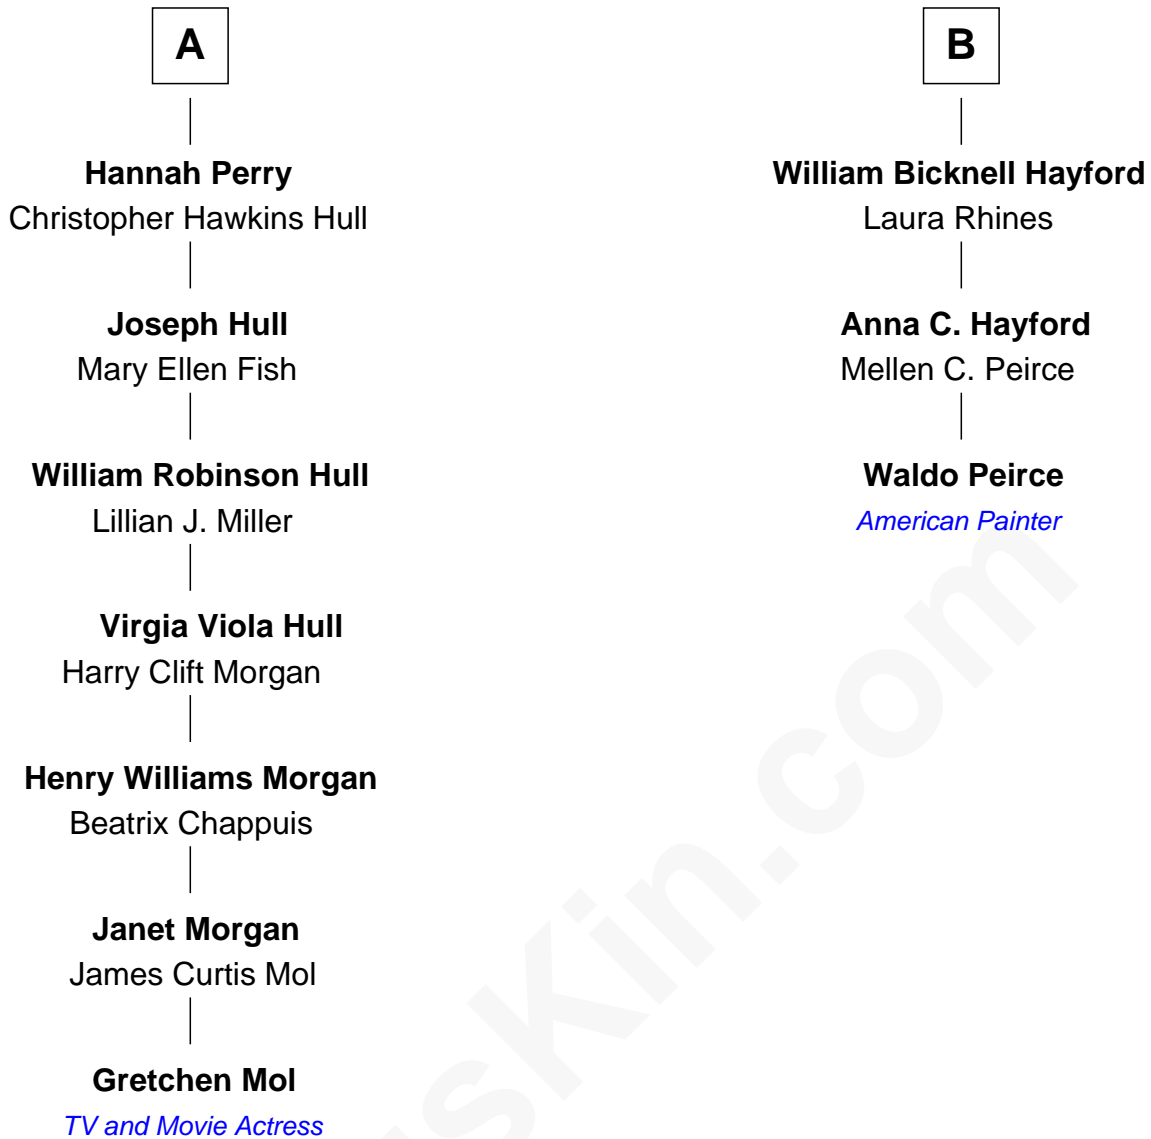 A
Hannah Perry
Christopher Hawkins Hull
Joseph Hull
Mary Ellen Fish
William Robinson Hull
Lillian J. Miller
Virgia Viola Hull
Harry Clift Morgan
Henry Williams Morgan
Beatrix Chappuis
Janet Morgan
James Curtis Mol
Gretchen Mol
TV and Movie Actress
B
William Bicknell Hayford
Laura Rhines
Anna C. Hayford
Mellen C. Peirce
Waldo Peirce
American Painter
sKin.com